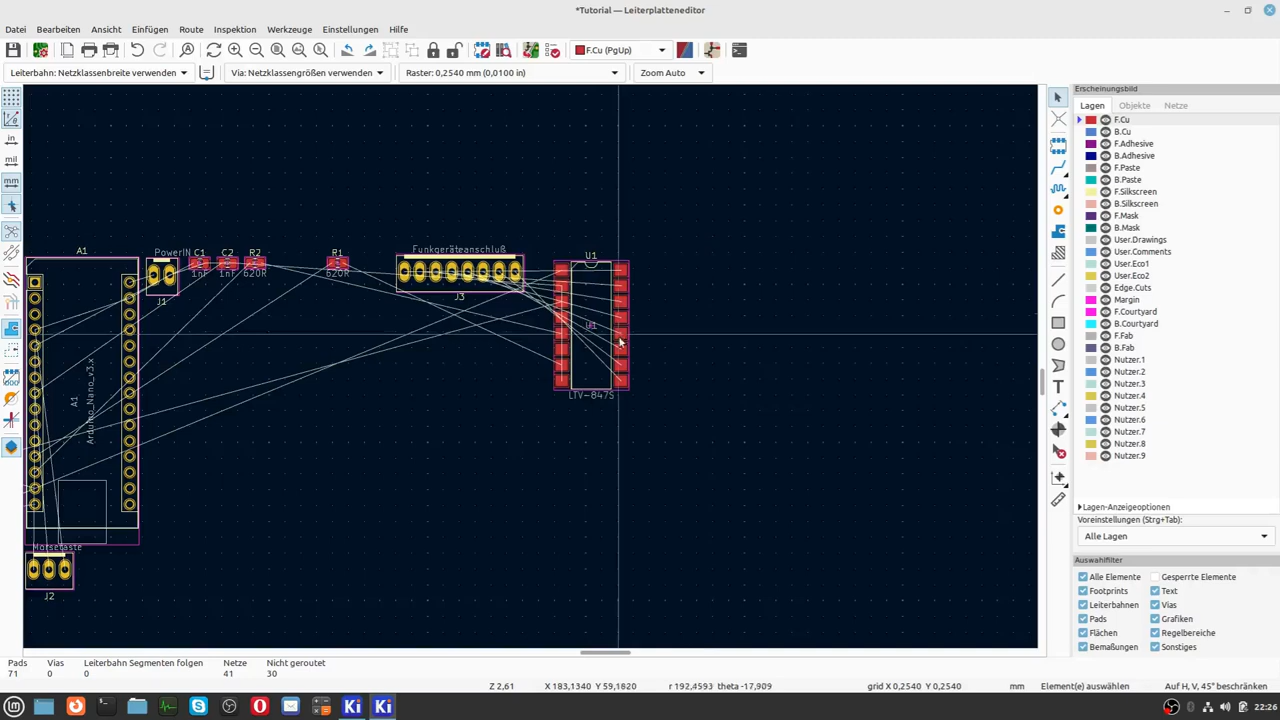 *Tutorial — Leiterplatteneditor
Datei Bearbeiten Ansicht Einfügen Route Inspektion Werkzeuge Einstellungen Hilfe
F.Cu (PgUp)
Leiterbahn: Netzklassenbreite verwenden Via: Netzklassengrößen verwenden Raster: 0,2540 mm (0,0100 in) Zoom Auto
in
mil
mm
Erscheinungsbild
Lagen Objekte Netze
F.Cu
B.Cu
F.Adhesive
B.Adhesive
F.Paste
B.Paste
F.Silkscreen
B.Silkscreen
F.Mask
B.Mask
User.Drawings
User.Comments
User.Eco1
User.Eco2
Edge.Cuts
Margin
F.Courtyard
B.Courtyard
F.Fab
B.Fab
Nutzer.1
Nutzer.2
Nutzer.3
Nutzer.4
Nutzer.5
Nutzer.6
Nutzer.7
Nutzer.8
Nutzer.9
Lagen-Anzeigeoptionen
Voreinstellungen (Strg+Tab):
Alle Lagen
Auswahlfilter
Alle Elemente Gesperrte Elemente
Footprints Text
Leiterbahnen Vias
Pads Grafiken
Flächen Regelbereiche
Bemaßungen Sonstiges
A1 PowerIN C1 C2 R2 R1 Funkgeräteanschluß U1
620R
J1 J3
U1
A1
Arduino_Nano_v3.x
LTV-847S
Morsetaste
J2
Pads Vias Leiterbahn Segmenten folgen Netze Nicht geroutet
71 0 0 41 30
Z 2,61 X 183,1340 Y 59,1820 r 192,4593 theta -17,909 grid X 0,2540 Y 0,2540 mm Element(e) auswählen Auf H, V, 45° beschränken
22:26